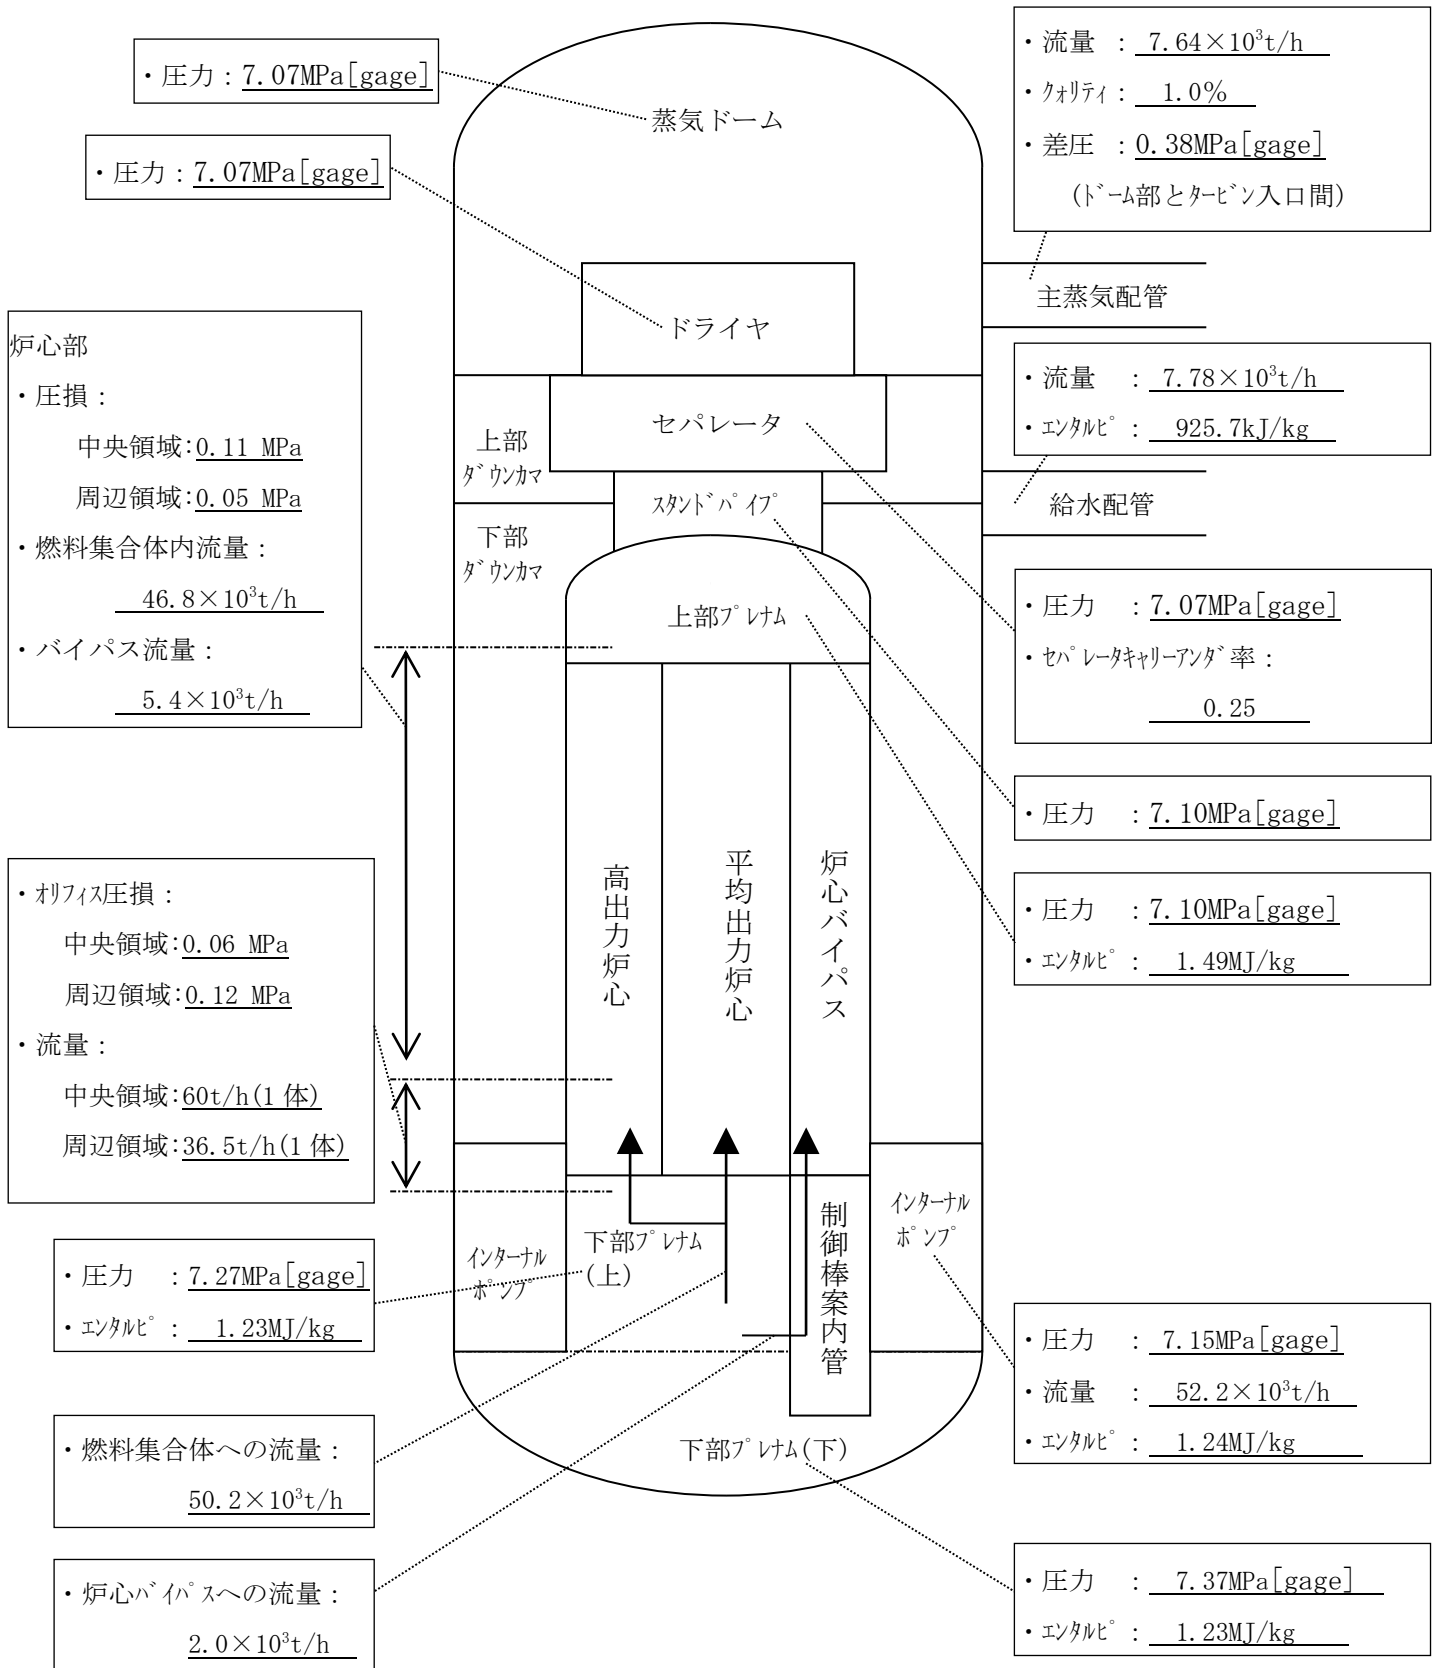 ・圧力：7.07MPa[gage]
・圧力：7.07MPa[gage]
蒸気ドーム
・流量 ： 7.64×10³t/h
・クォリティ： 1.0%
・差圧 ：0.38MPa[gage]
(ドーム部とタービン入口間)
主蒸気配管
ドライヤ
セパレータ
上部
ダウンカマ
スタンドパイプ
下部
ダウンカマ
上部プレナム
・流量 ： 7.78×10³t/h
・エンタルピ： 925.7kJ/kg
給水配管
炉心部
・圧損：
中央領域:0.11 MPa
周辺領域:0.05 MPa
・燃料集合体内流量：
46.8×10³t/h
・バイパス流量：
5.4×10³t/h
・圧力 ：7.07MPa[gage]
・セパレータキャリーアンダ率：
0.25
・圧力 ：7.10MPa[gage]
・圧力 ：7.10MPa[gage]
・エンタルピ： 1.49MJ/kg
高出力炉心
平均出力炉心
炉心バイパス
・オリフィス圧損：
中央領域:0.06 MPa
周辺領域:0.12 MPa
・流量：
中央領域:60t/h(1体)
周辺領域:36.5t/h(1体)
インターナル
ポンプ
下部プレナム
(上)
制御棒案内管
インターナル
ポンプ
・圧力 ：7.27MPa[gage]
・エンタルピ： 1.23MJ/kg
・圧力 ： 7.15MPa[gage]
・流量 ： 52.2×10³t/h
・エンタルピ： 1.24MJ/kg
・燃料集合体への流量：
50.2×10³t/h
下部プレナム(下)
・炉心バイパスへの流量：
2.0×10³t/h
・圧力 ： 7.37MPa[gage]
・エンタルピ： 1.23MJ/kg